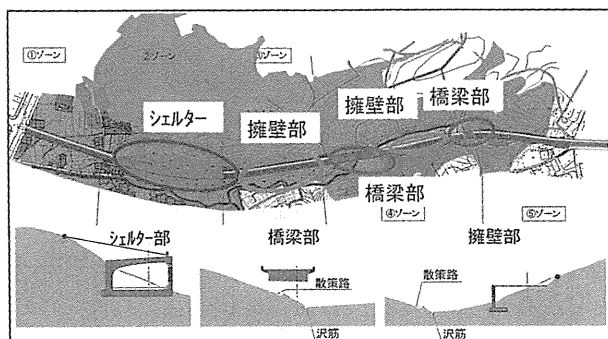 ①ゾーン
②ゾーン
③ゾーン
シェルター
擁壁部
擁壁部
橋梁部
橋梁部
④ゾーン
⑤ゾーン
シェルター部
橋梁部
擁壁部
散策路
沢筋
散策路
沢筋